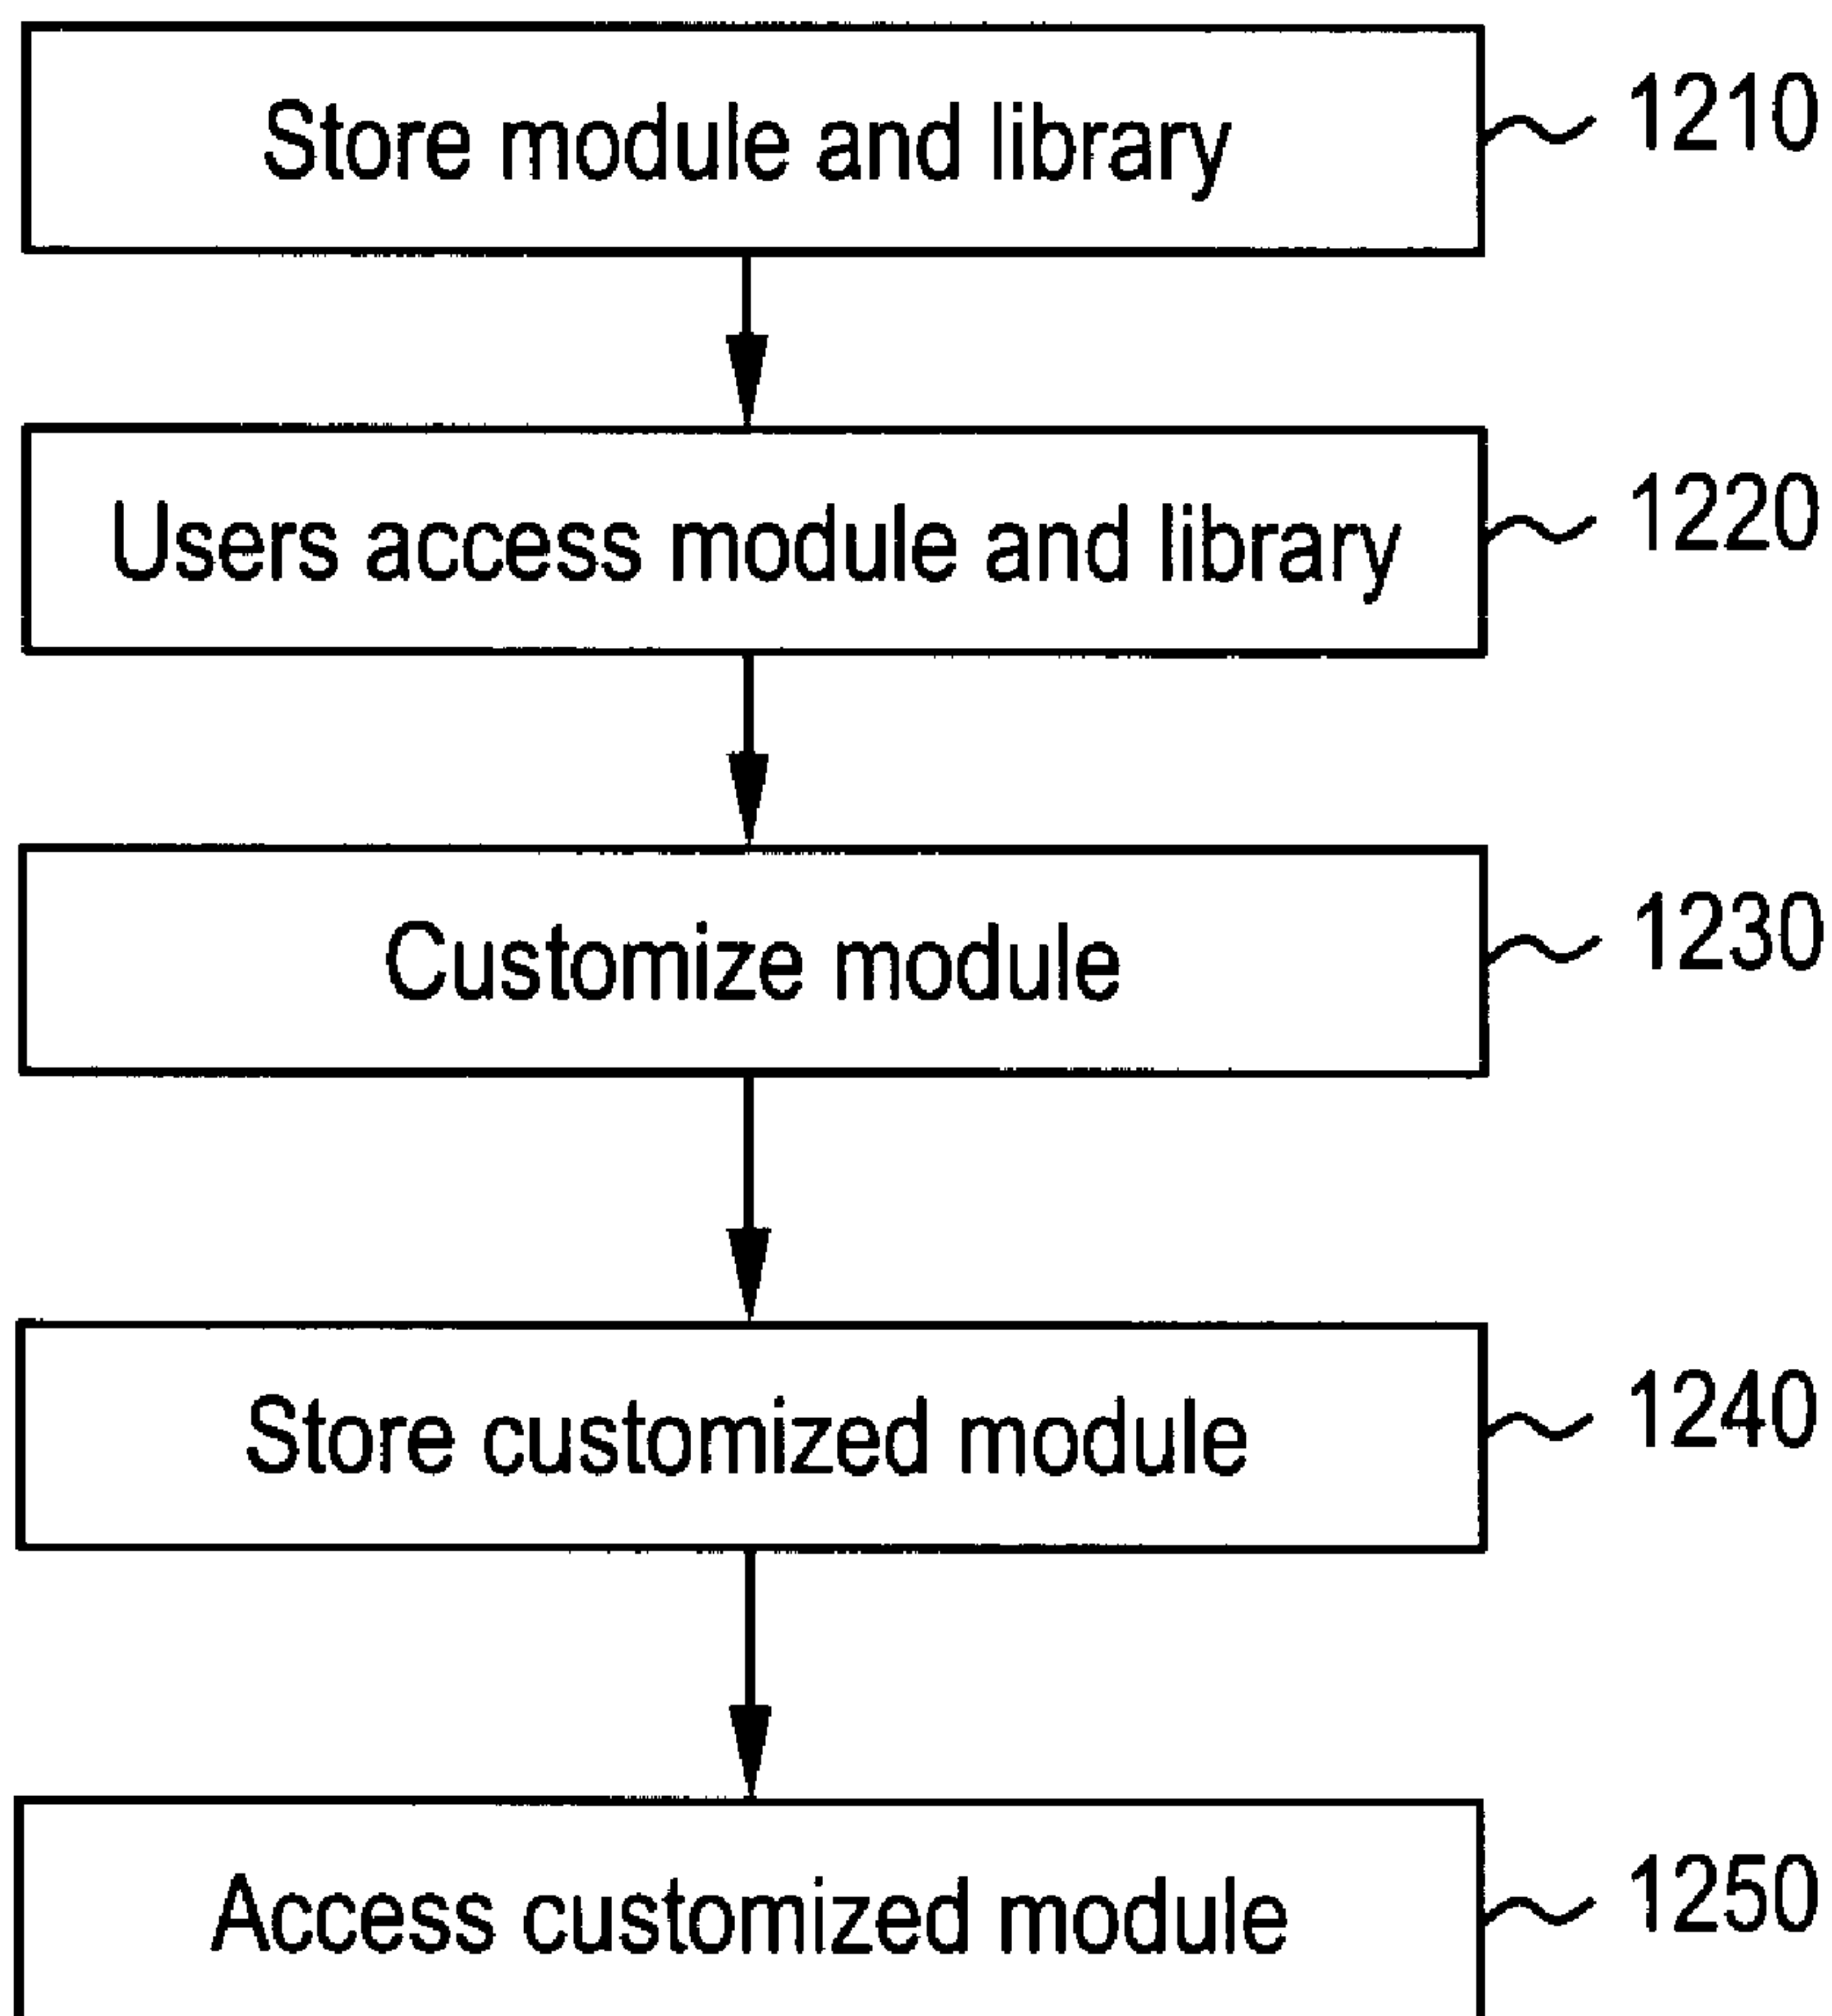 Store module and library 1210
Users access module and library 1220
Customize module 1230
Store customized module 1240
Access customized module 1250